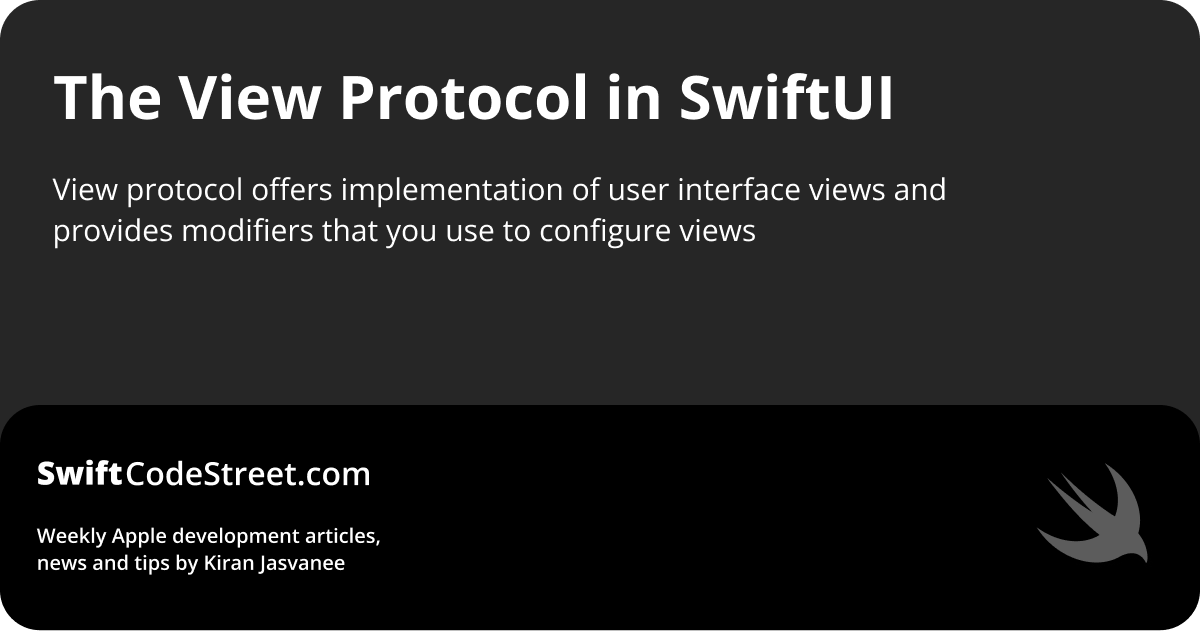 The View Protocol in SwiftUI
View protocol offers implementation of user interface views and
provides modifiers that you use to configure views
SwiftCodeStreet.com
Weekly Apple development articles,
news and tips by Kiran Jasvanee